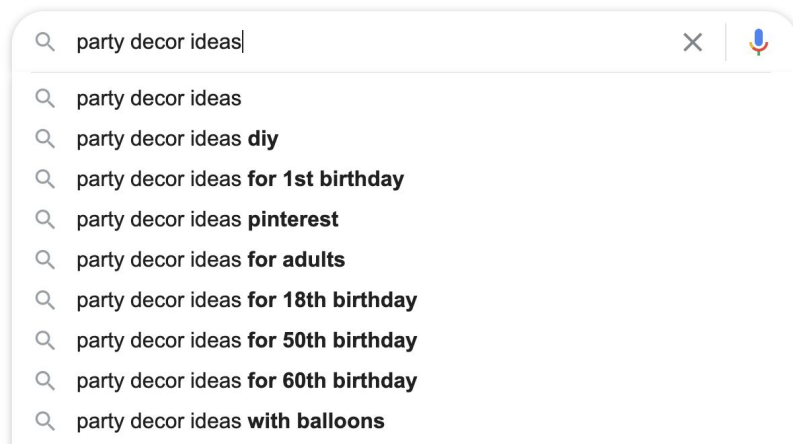 party decor ideas
party decor ideas
party decor ideas diy
party decor ideas for 1st birthday
party decor ideas pinterest
party decor ideas for adults
party decor ideas for 18th birthday
party decor ideas for 50th birthday
party decor ideas for 60th birthday
party decor ideas with balloons